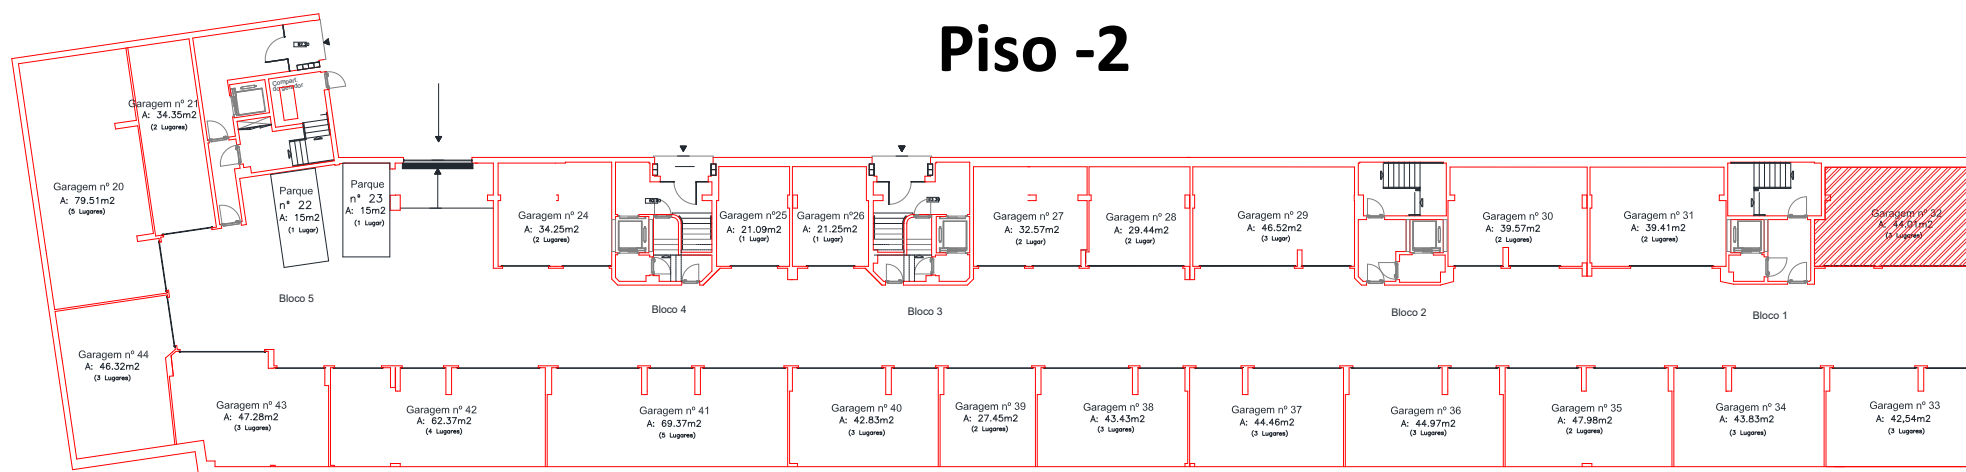 Piso -2
Compart.
do gerador
Garagem nº 21
A: 34.35m2
(2 Lugares)
Garagem nº 20
A: 79.51m2
(5 Lugares)
Parque
n° 22
A: 15m2
(1 Lugar)
Parque
n° 23
A: 15m2
(1 Lugar)
Garagem nº 24
A: 34.25m2
(2 Lugares)
Garagem nº25
A: 21.09m2
(1 Lugar)
Garagem nº26
A: 21.25m2
(1 Lugar)
Garagem nº 27
A: 32.57m2
(2 Lugar)
Garagem nº 28
A: 29.44m2
(2 Lugar)
Garagem nº 29
A: 46.52m2
(3 Lugar)
Garagem nº 30
A: 39.57m2
(2 Lugares)
Garagem nº 31
A: 39.41m2
(2 Lugares)
Garagem nº 32
A: 44.01m2
(3 Lugares)
Bloco 5
Bloco 4
Bloco 3
Bloco 2
Bloco 1
Garagem nº 44
A: 46.32m2
(3 Lugares)
Garagem nº 43
A: 47.28m2
(3 Lugares)
Garagem nº 42
A: 62.37m2
(4 Lugares)
Garagem nº 41
A: 69.37m2
(5 Lugares)
Garagem nº 40
A: 42.83m2
(3 Lugares)
Garagem nº 39
A: 27.45m2
(2 Lugares)
Garagem nº 38
A: 43.43m2
(3 Lugares)
Garagem nº 37
A: 44.46m2
(3 Lugares)
Garagem nº 36
A: 44.97m2
(3 Lugares)
Garagem nº 35
A: 47.98m2
(2 Lugares)
Garagem nº 34
A: 43.83m2
(3 Lugares)
Garagem nº 33
A: 42,54m2
(3 Lugares)